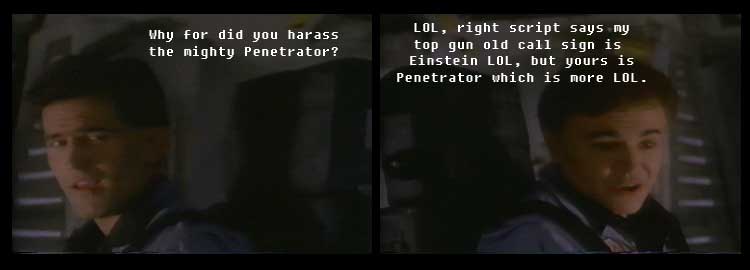 Why for did you harass
the mighty Penetrator?
LOL, right script says my
top gun old call sign is
Einstein LOL, but yours is
Penetrator which is more LOL.